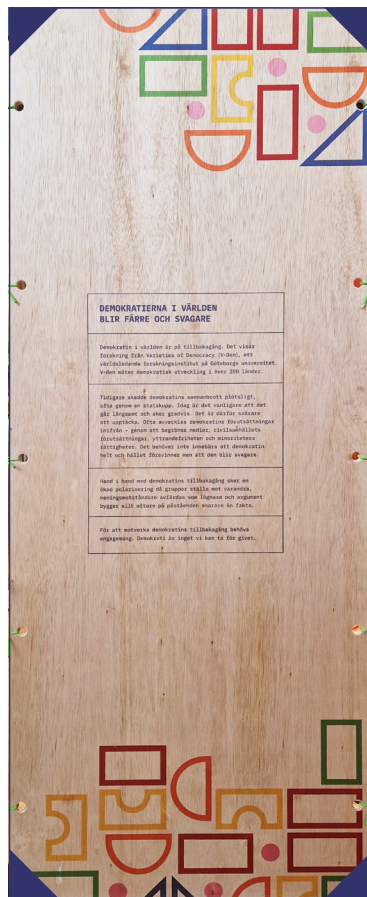 DEMOKRATIERNA I VÄRLDEN
BLIR FÄRRE OCH SVAGARE
Demokratin i världen är på tillbakagång. Det visar
forskning från Varieties of Democracy (V-Dem), ett
världsledande forskningsinstitut på Göteborgs universitet.
V-dem mäter demokratisk utveckling i över 200 länder.
Tidigare skedde demokratins sammanbrott plötsligt,
ofta genom en statskupp. Idag är det vanligare att det
går långsamt och sker gradvis. Det är därför svårare
att upptäcka. Ofta avvecklas demokratins förutsättningar
inifrån – genom att begränsa medier, civilsamhällets
förutsättningar, yttrandefriheten och minoriteters
rättigheter. Det behöver inte innebära att demokratin
helt och hållet försvinner men att den blir svagare.
Hand i hand med demokratins tillbakagång sker en
ökad polarisering då grupper ställs mot varandra,
meningsmotståndare avfärdas som lögnare och argument
bygger allt oftare på påståenden snarare än fakta.
För att motverka demokratins tillbakagång behövs
engagemang. Demokrati är inget vi kan ta för givet.